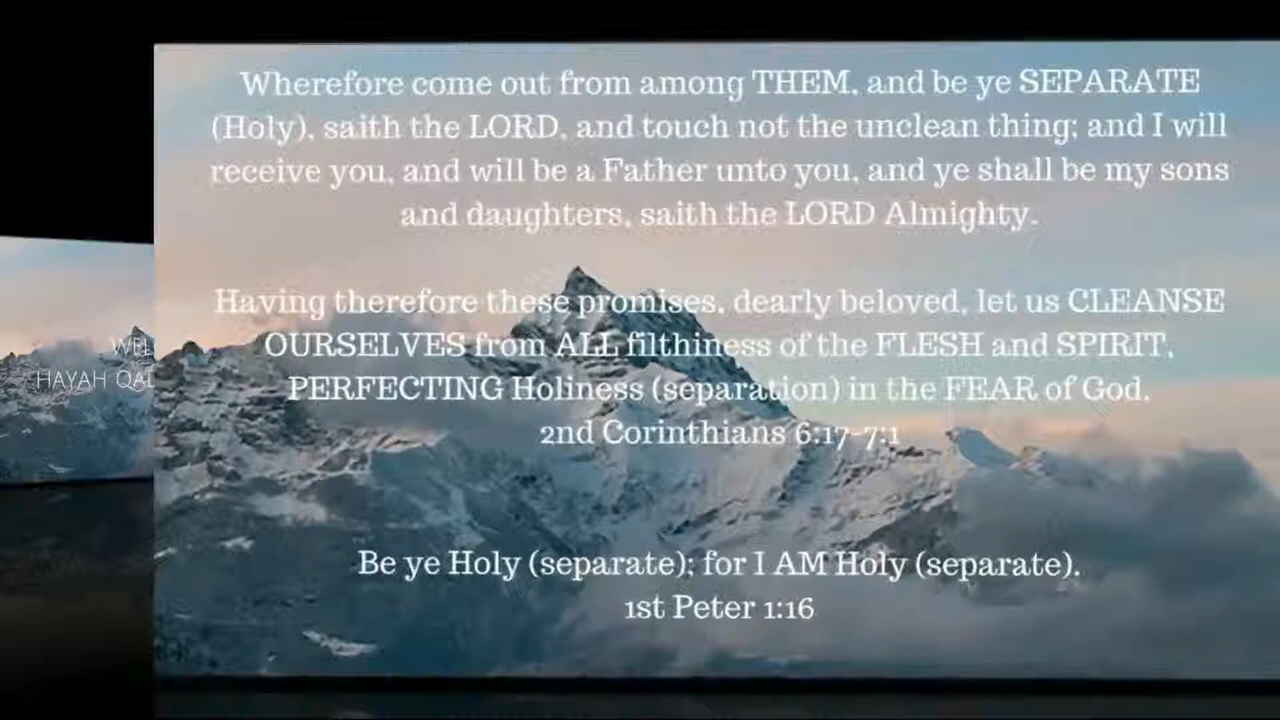 Wherefore come out from among THEM, and be ye SEPARATE
(Holy), saith the LORD, and touch not the unclean thing; and I will
receive you, and will be a Father unto you, and ye shall be my sons
and daughters, saith the LORD Almighty.
Having therefore these promises, dearly beloved, let us CLEANSE
OURSELVES from ALL filthiness of the FLESH and SPIRIT,
PERFECTING Holiness (separation) in the FEAR of God.
2nd Corinthians 6:17-7:1
Be ye Holy (separate); for I AM Holy (separate).
1st Peter 1:16
HAYAH